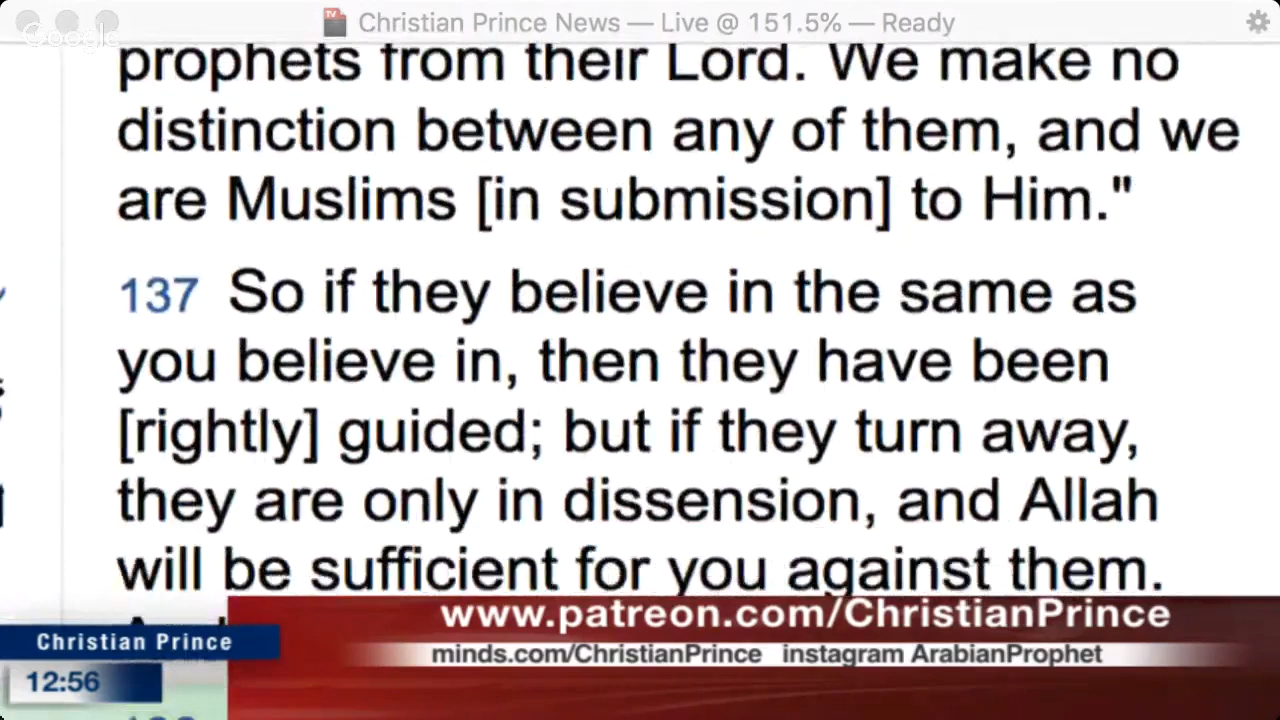 Christian Prince News — Live @ 151.5% — Ready
Google
prophets from their Lord. We make no
distinction between any of them, and we
are Muslims [in submission] to Him."
137 So if they believe in the same as
you believe in, then they have been
[rightly] guided; but if they turn away,
they are only in dissension, and Allah
will be sufficient for you against them.
www.patreon.com/ChristianPrince
Christian Prince
minds.com/ChristianPrince instagram ArabianProphet
12:56